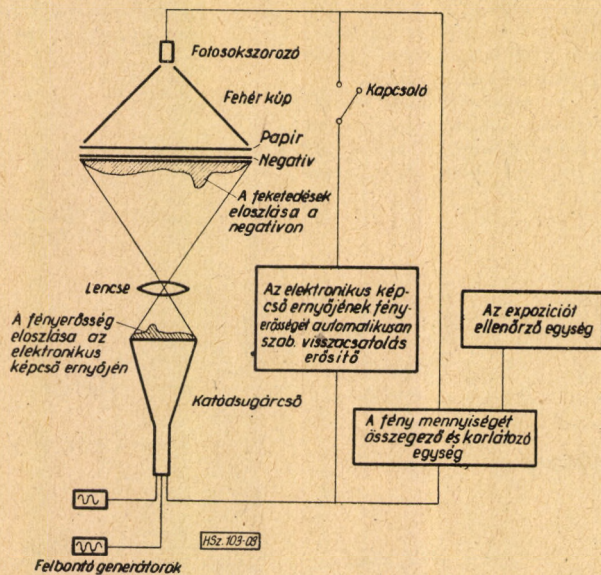 Fotosokszorozó
Fehér kúp
Kapcsoló
Papír
Negatív
A feketedések
eloszlása a
negativon
Lencse
A fényerősség
eloszlása az
elektronikus
képcső ernyőjén
Az elektronikus kép-
cső ernyőjének fény-
erősségét automatikusan
szab. visszacsatolás
erősítő
Az expozíciót
ellenőrző egység
Katódsugárcső
A fény mennyiségét
összegező és korlátozó
egység
HSz. 103-08
Felbontó generátorok